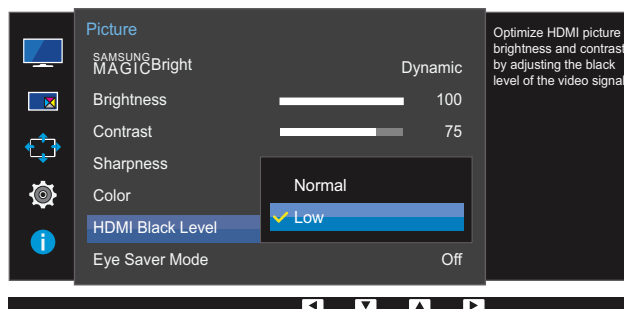 Picture
SAMSUNG
MAGICBright Dynamic
Brightness 100
Contrast 75
Sharpness
Color
HDMI Black Level
Eye Saver Mode Off
Normal
Low
Optimize HDMI picture
brightness and contrast
by adjusting the black
level of the video signal